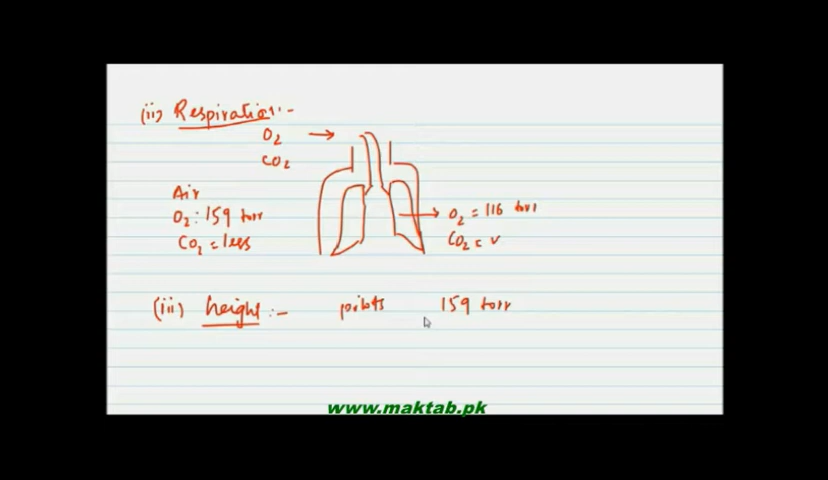 (ii) Respiration:-
O₂ →
CO₂
Air
O₂ : 159 torr
CO₂ = less
O₂ = 116 torr
CO₂ = v
(iii) height:- pilots 159 torr
www.maktab.pk